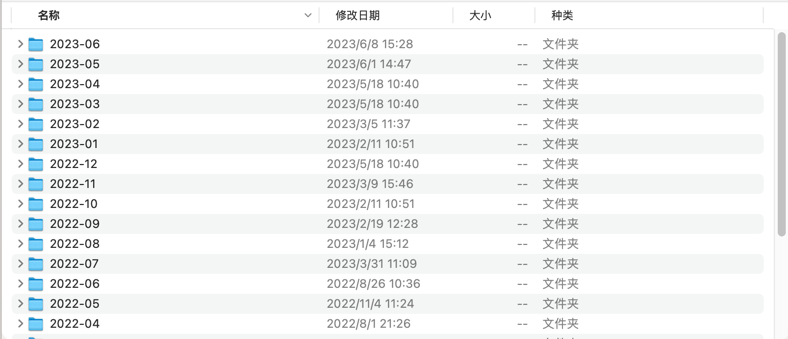 名称 修改日期 大小 种类
2023-06 2023/6/8 15:28 -- 文件夹
2023-05 2023/6/1 14:47 -- 文件夹
2023-04 2023/5/18 10:40 -- 文件夹
2023-03 2023/5/18 10:40 -- 文件夹
2023-02 2023/3/5 11:37 -- 文件夹
2023-01 2023/2/11 10:51 -- 文件夹
2022-12 2023/5/18 10:40 -- 文件夹
2022-11 2023/3/9 15:46 -- 文件夹
2022-10 2023/2/11 10:51 -- 文件夹
2022-09 2023/2/19 12:28 -- 文件夹
2022-08 2023/1/4 15:12 -- 文件夹
2022-07 2023/3/31 11:09 -- 文件夹
2022-06 2022/8/26 10:36 -- 文件夹
2022-05 2022/11/4 11:24 -- 文件夹
2022-04 2022/8/1 21:26 -- 文件夹